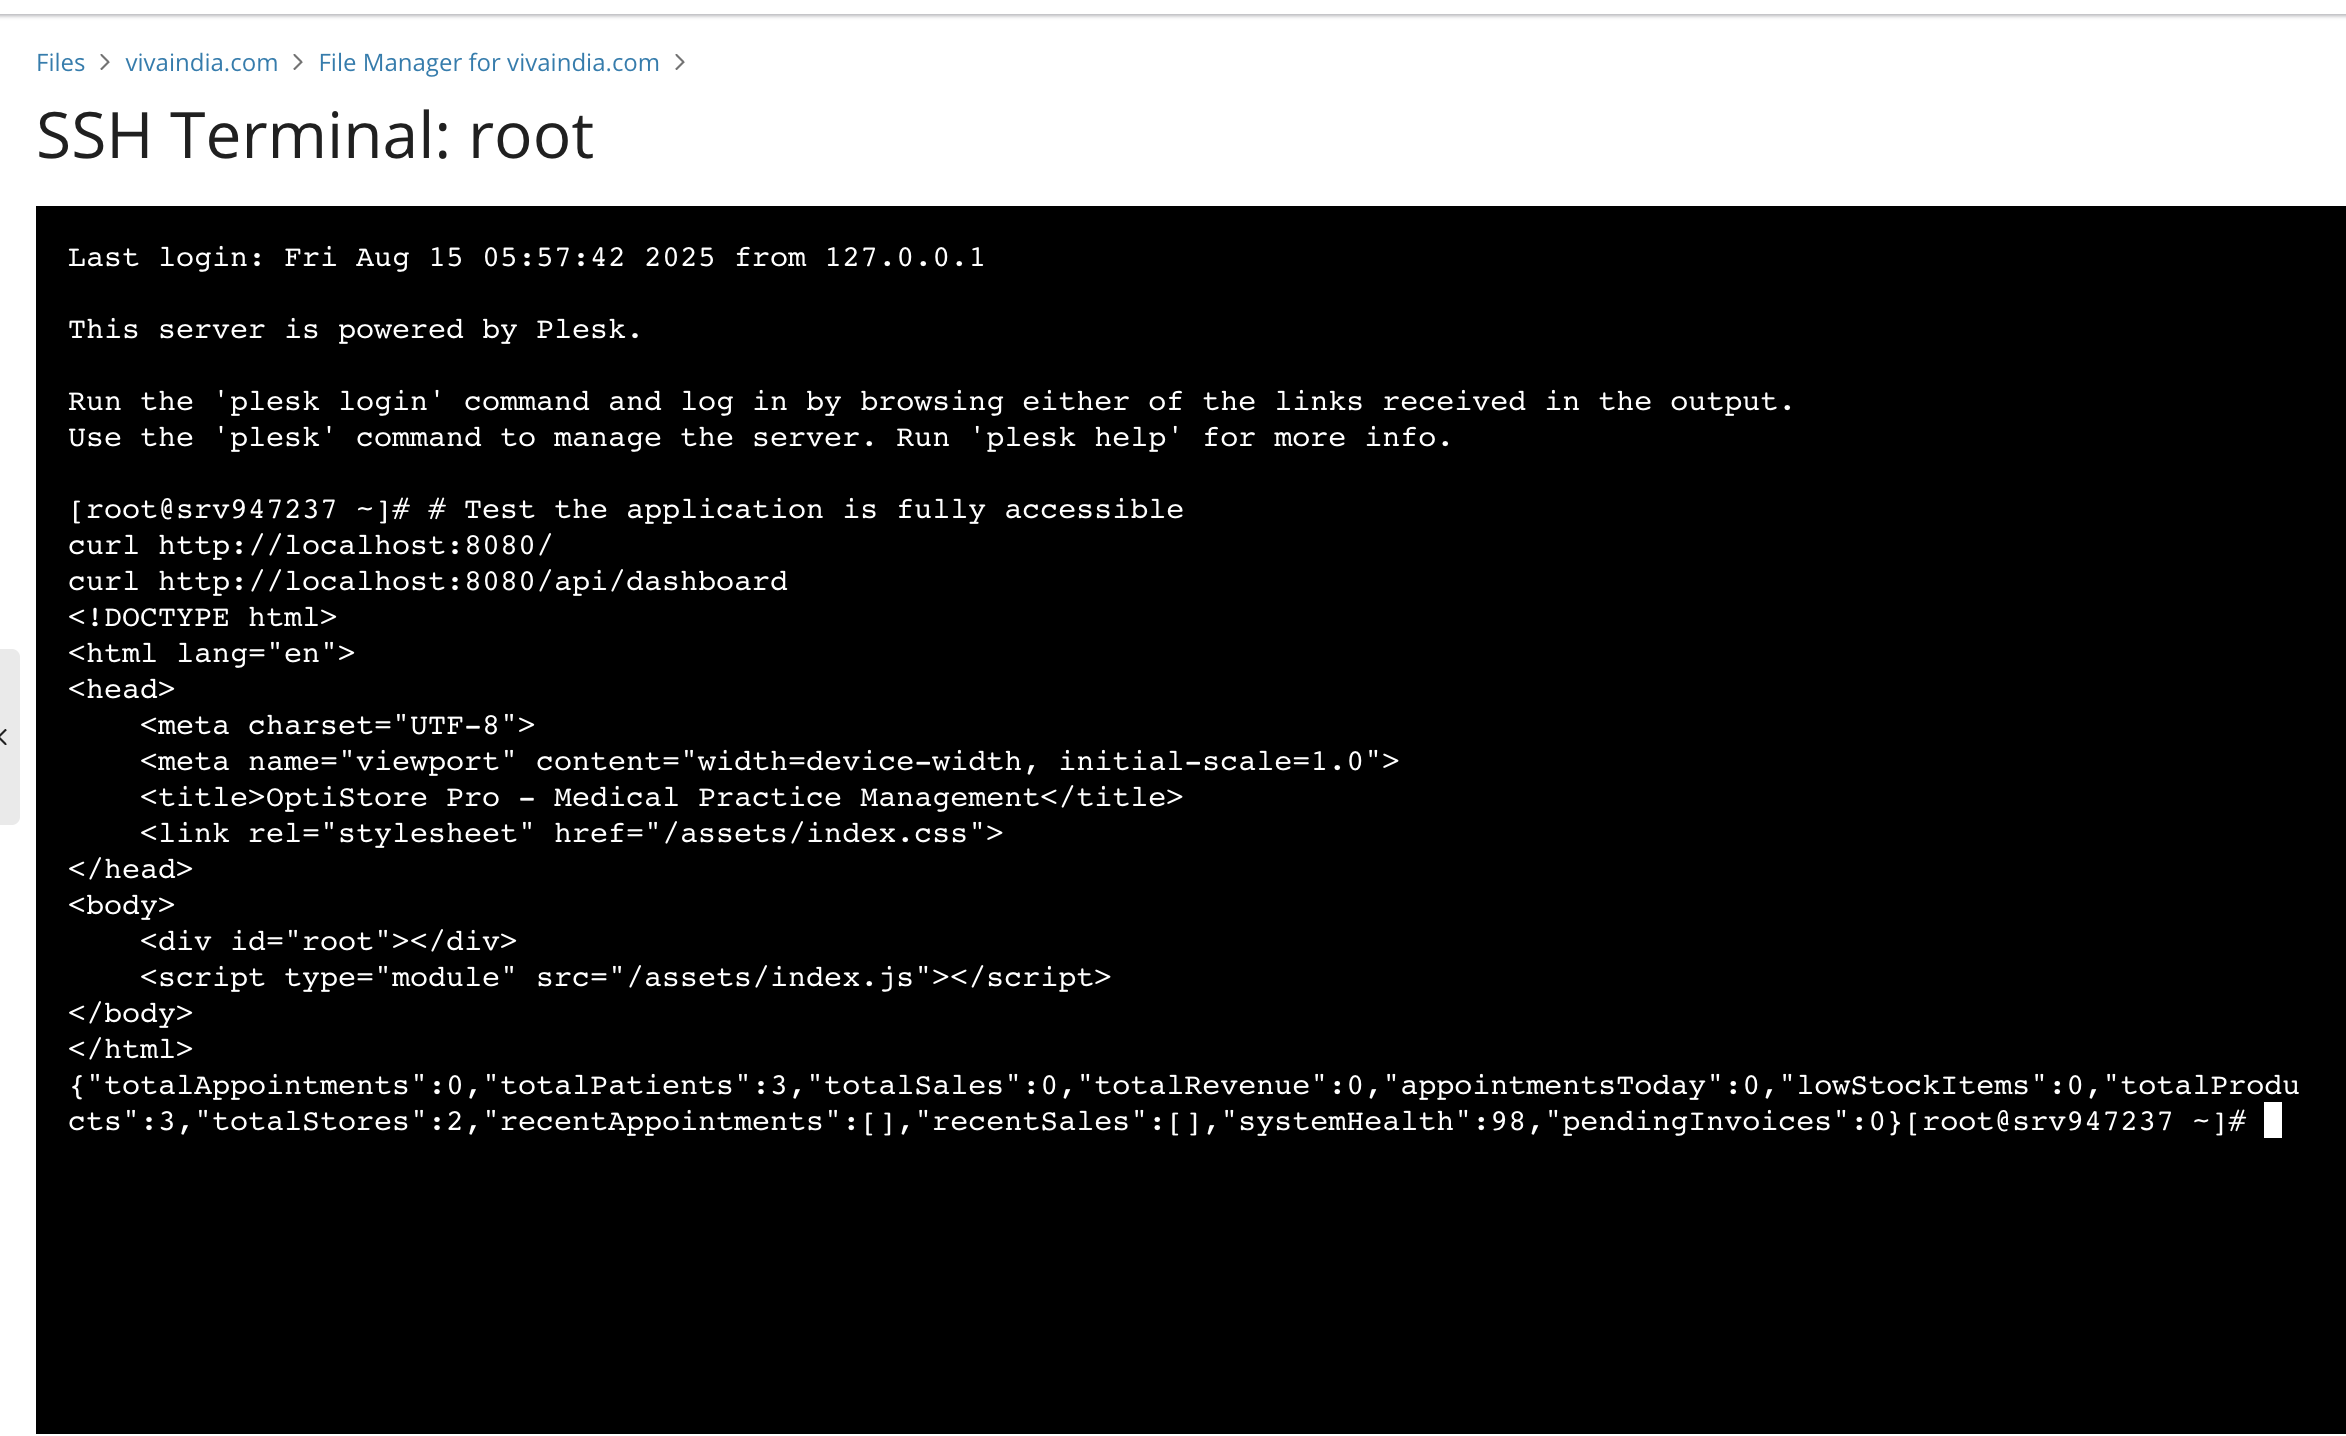 Files > vivaindia.com > File Manager for vivaindia.com >
SSH Terminal: root
Last login: Fri Aug 15 05:57:42 2025 from 127.0.0.1
This server is powered by Plesk.
Run the 'plesk login' command and log in by browsing either of the links received in the output.
Use the 'plesk' command to manage the server. Run 'plesk help' for more info.
[root@srv947237 ~]# # Test the application is fully accessible
curl http://localhost:8080/
curl http://localhost:8080/api/dashboard
<!DOCTYPE html>
<html lang="en">
<head>
    <meta charset="UTF-8">
    <meta name="viewport" content="width=device-width, initial-scale=1.0">
    <title>OptiStore Pro - Medical Practice Management</title>
    <link rel="stylesheet" href="/assets/index.css">
</head>
<body>
    <div id="root"></div>
    <script type="module" src="/assets/index.js"></script>
</body>
</html>
{"totalAppointments":0,"totalPatients":3,"totalSales":0,"totalRevenue":0,"appointmentsToday":0,"lowStockItems":0,"totalProdu
cts":3,"totalStores":2,"recentAppointments":[],"recentSales":[],"systemHealth":98,"pendingInvoices":0}[root@srv947237 ~]#